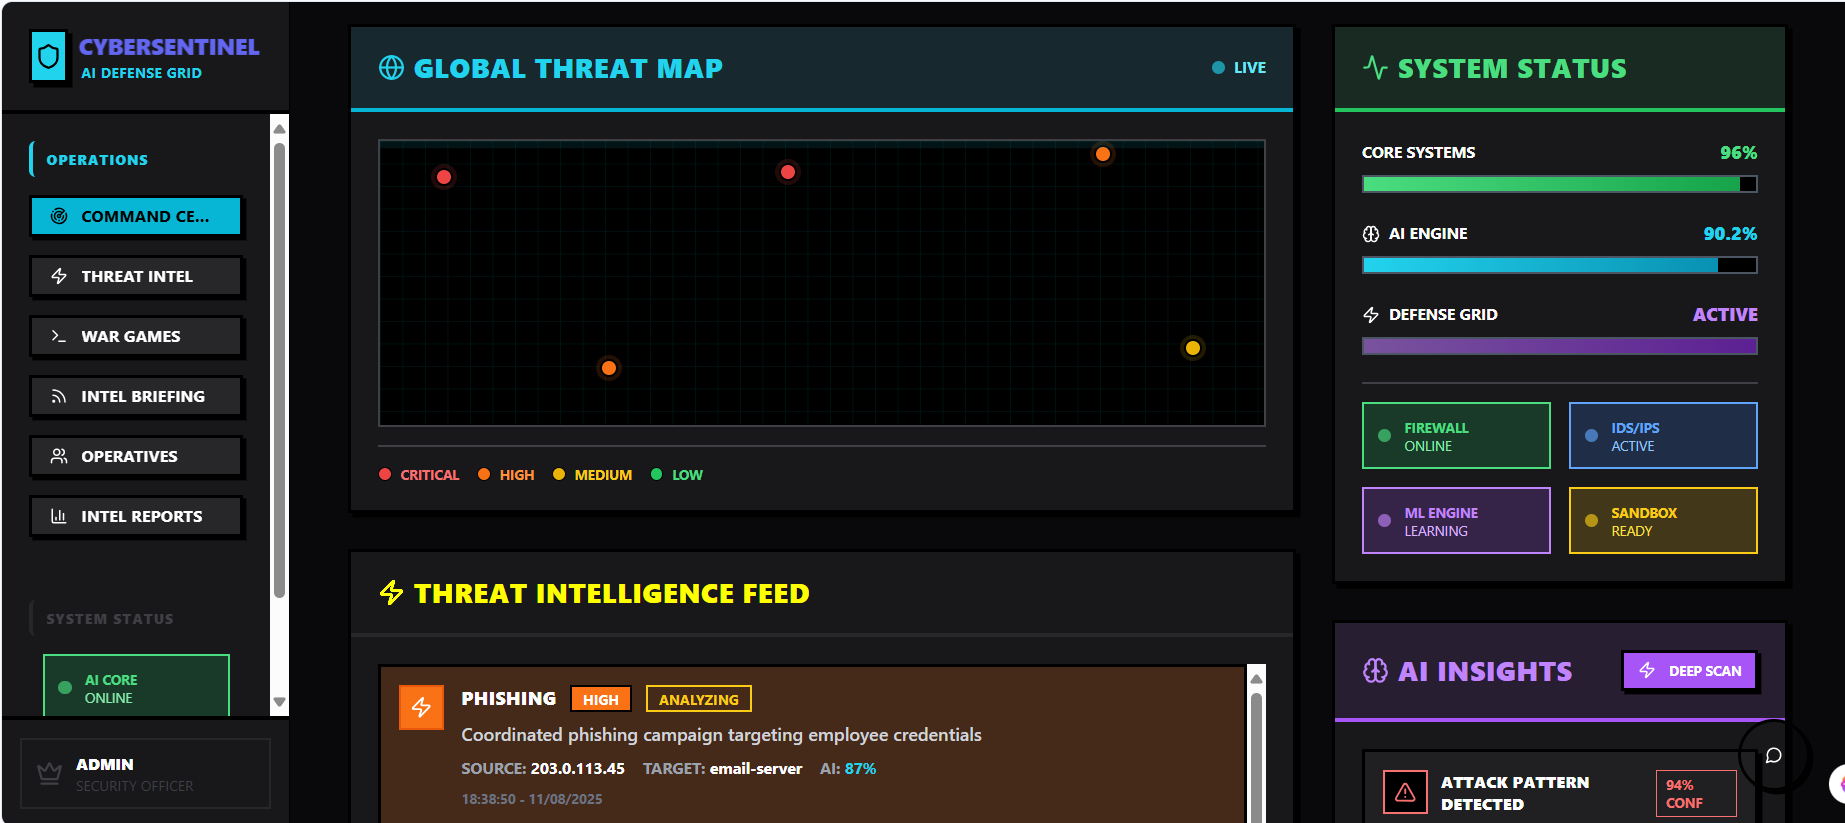 CYBERSENTINEL
AI DEFENSE GRID
OPERATIONS
COMMAND CE...
THREAT INTEL
WAR GAMES
INTEL BRIEFING
OPERATIVES
INTEL REPORTS
SYSTEM STATUS
AI CORE
ONLINE
ADMIN
SECURITY OFFICER
GLOBAL THREAT MAP
LIVE
CRITICAL
HIGH
MEDIUM
LOW
THREAT INTELLIGENCE FEED
PHISHING HIGH ANALYZING
Coordinated phishing campaign targeting employee credentials
SOURCE: 203.0.113.45 TARGET: email-server AI: 87%
18:38:50 - 11/08/2025
SYSTEM STATUS
CORE SYSTEMS 96%
AI ENGINE 90.2%
DEFENSE GRID ACTIVE
FIREWALL
ONLINE
IDS/IPS
ACTIVE
ML ENGINE
LEARNING
SANDBOX
READY
AI INSIGHTS
DEEP SCAN
ATTACK PATTERN
DETECTED
94%
CONF